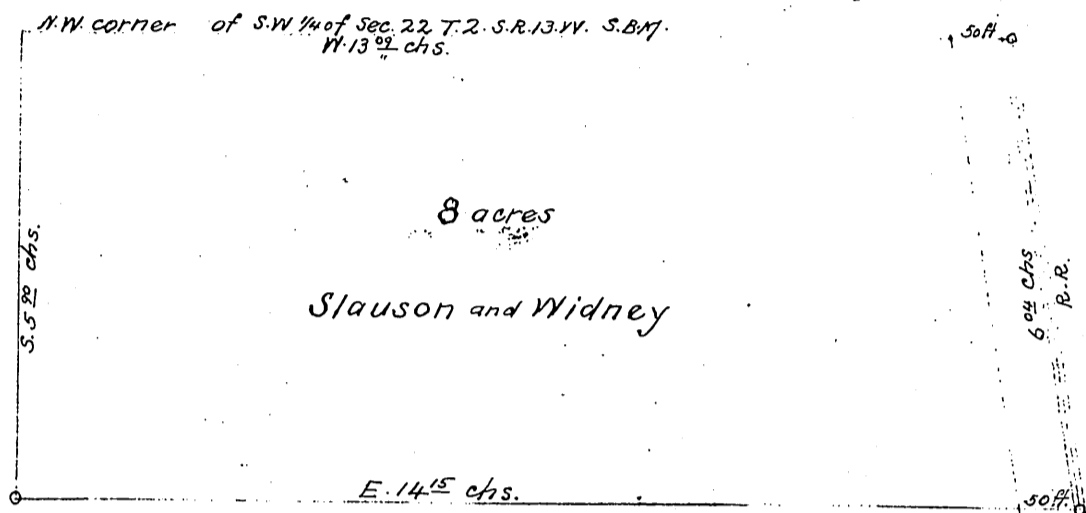 N.W. corner of S.W. 1/4 of Sec. 22 T. 2. S. R. 13. W. S.B.M.
W. 13 09 chs.
50 ft.
8 acres
Slauson and Widney
S. 5 90 chs.
6 04 chs
R.R.
E. 14 15 chs.
50 ft.